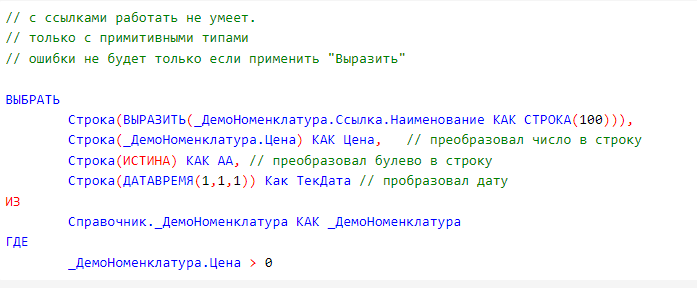 // с ссылками работать не умеет.
// только с примитивными типами
// ошибки не будет только если применить "Выразить"
ВЫБРАТЬ
Строка(ВЫРАЗИТЬ(_ДемоНоменклатура.Ссылка.Наименование КАК СТРОКА(100))),
Строка(_ДемоНоменклатура.Цена) КАК Цена,   // преобразовал число в строку
Строка(ИСТИНА) КАК АА, // преобразовал булево в строку
Строка(ДАТАВРЕМЯ(1,1,1)) Как ТекДата // пробразовал дату
ИЗ
Справочник._ДемоНоменклатура КАК _ДемоНоменклатура
ГДЕ
_ДемоНоменклатура.Цена > 0